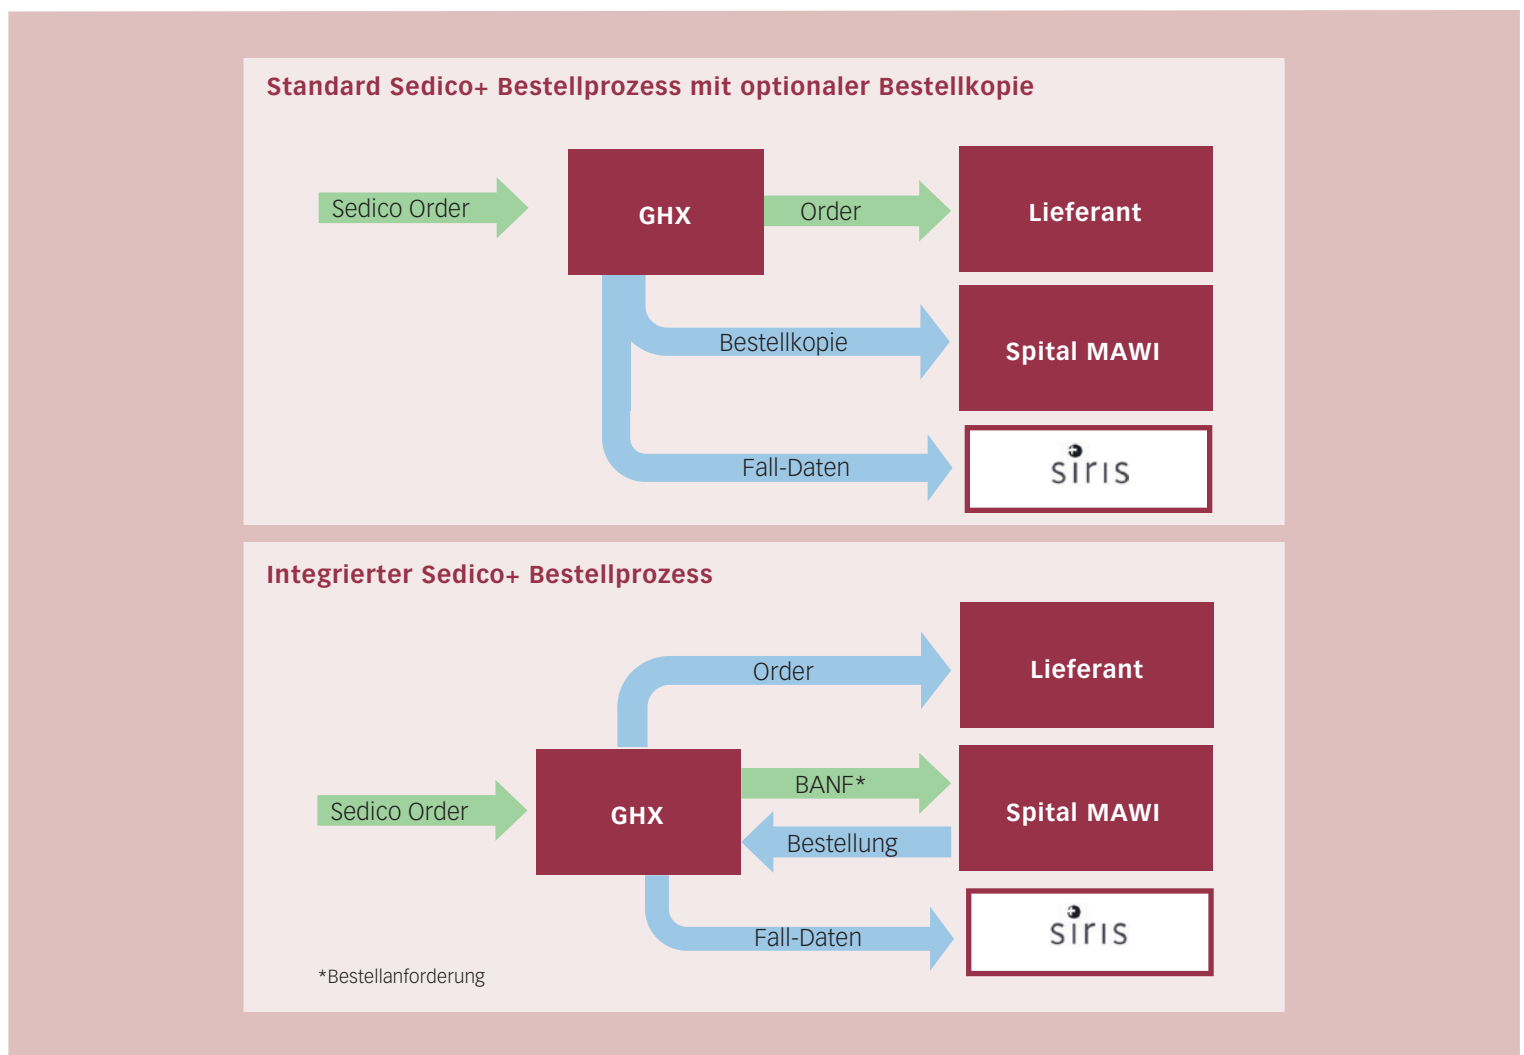 Standard Sedico+ Bestellprozess mit optionaler Bestellkopie
Sedico Order
GHX
Order
Lieferant
Bestellkopie
Spital MAWI
Fall-Daten
siris
Integrierter Sedico+ Bestellprozess
Order
Lieferant
Sedico Order
GHX
BANF*
Bestellung
Spital MAWI
Fall-Daten
siris
*Bestellanforderung